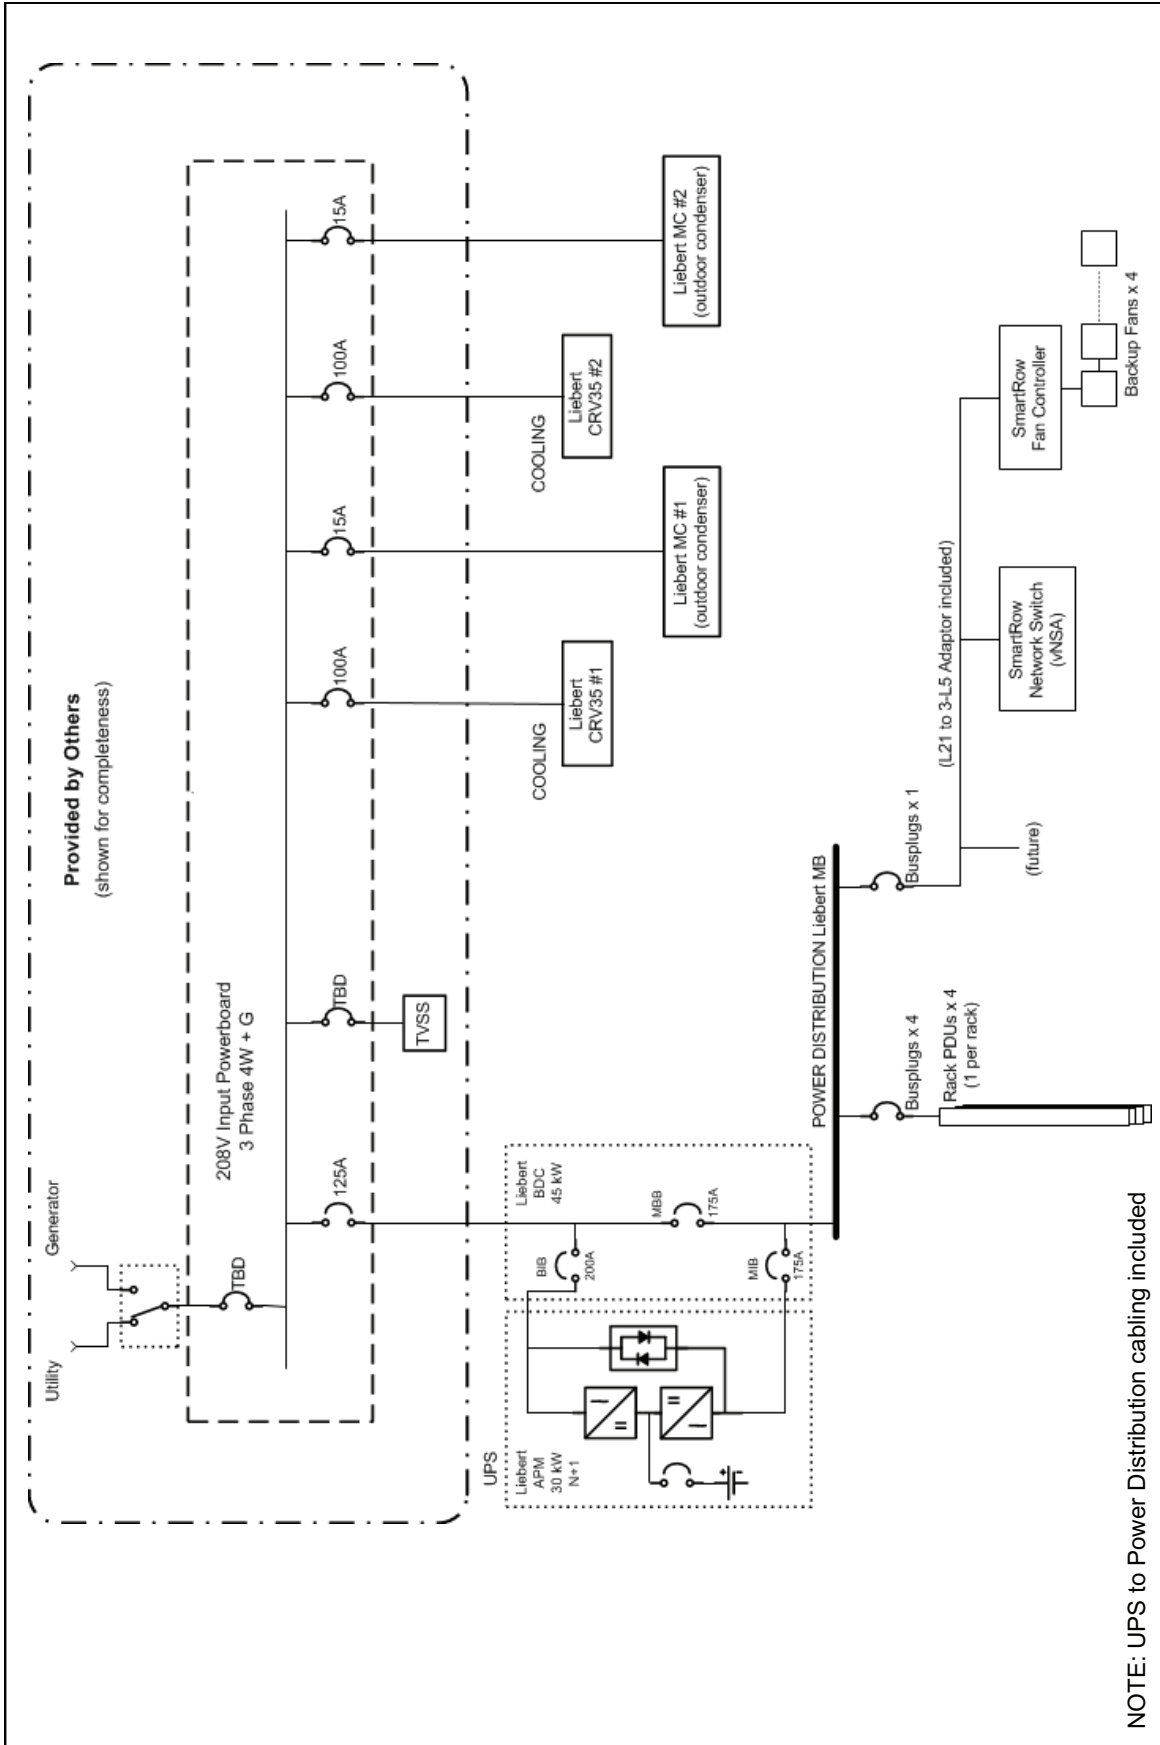 Provided by Others
(shown for completeness)
Utility
Generator
TBD
208V Input Powerboard
3 Phase 4W + G
125A
TBD
100A
15A
100A
15A
TVSS
COOLING
Liebert
CRV35 #1
Liebert MC #1
(outdoor condenser)
COOLING
Liebert
CRV35 #2
Liebert MC #2
(outdoor condenser)
UPS
Liebert
APM
30 kW
N+1
Liebert
BDC
45 kW
BIB
200A
MBB
175A
MIB
175A
+
-
POWER DISTRIBUTION Liebert MB
Busplugs x 4
Rack PDUs x 4
(1 per rack)
Busplugs x 1
(L21 to 3-L5 Adaptor included)
(future)
SmartRow
Network Switch
(vNSA)
SmartRow
Fan Controller
Backup Fans x 4
NOTE: UPS to Power Distribution cabling included